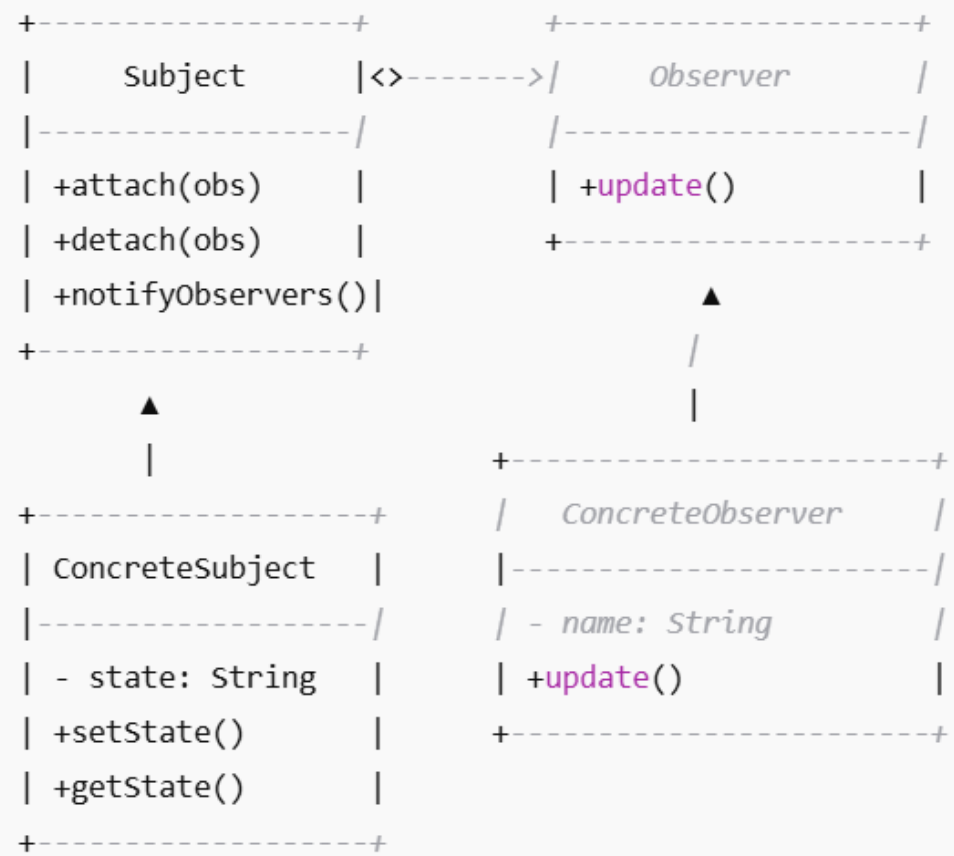 +------------------+          +--------------------+
|     Subject      |<>------->|     Observer       |
|------------------|          |--------------------|
| +attach(obs)     |          | +update()          |
| +detach(obs)     |          +--------------------+
| +notifyObservers()|                  ▲
+------------------+                  |
       ▲                              |
       |                   +------------------------+
+-------------------+      |   ConcreteObserver     |
| ConcreteSubject   |      |------------------------|
|-------------------|      | - name: String         |
| - state: String   |      | +update()              |
| +setState()       |      +------------------------+
| +getState()       |
+-------------------+